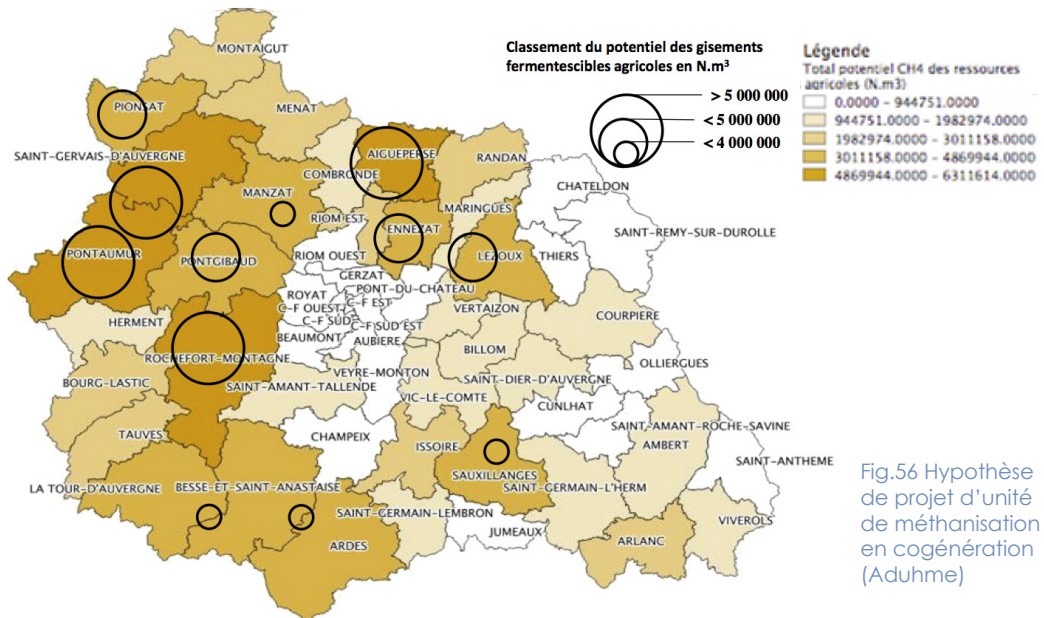 MONTAIGUT
Classement du potentiel des gisements
fermentescibles agricoles en N.m³
> 5 000 000
< 5 000 000
< 4 000 000
Légende
Total potentiel CH4 des ressources
agricoles (N.m3)
0.0000 – 944751.0000
944751.0000 – 1982974.0000
1982974.0000 – 3011158.0000
3011158.0000 – 4869944.0000
4869944.0000 – 6311614.0000
PIONSAT
MENAT
SAINT-GERVAIS-D'AUVERGNE
AIGUEPERSE
RANDAN
COMBRONDE
CHATELDON
MANZAT
MARINGUES
RIOM EST
ENNEZAT
SAINT-REMY-SUR-DUROLLE
PONTAUMUR
PONTGIBAUD
RIOM OUEST
LEZOUX
THIERS
GERZAT
PONT-DU-CHATEAU
ROYAT
C-F EST
C-F OUEST
VERTAIZON
HERMENT
C-F SUD
C-F SUD EST
COURPIERE
BEAUMONT
AUBIERE
BILLOM
ROCHEFORT-MONTAGNE
OLLIERGUES
VEYRE-MONTON
BOURG-LASTIC
SAINT-AMANT-TALLENDE
SAINT-DIER-D'AUVERGNE
VIC-LE-COMTE
CUNLHAT
SAINT-AMANT-ROCHE-SAVINE
TAUVES
CHAMPEIX
ISSOIRE
AMBERT
SAINT-ANTHEME
SAUXILLANGES
LA TOUR-D'AUVERGNE
BESSE-ET-SAINT-ANASTAISE
SAINT-GERMAIN-L'HERM
SAINT-GERMAIN-LEMBRON
VIVEROLS
JUMEAUX
ARDES
ARLANC
Fig.56 Hypothèse
de projet d'unité
de méthanisation
en cogénération
(Aduhme)